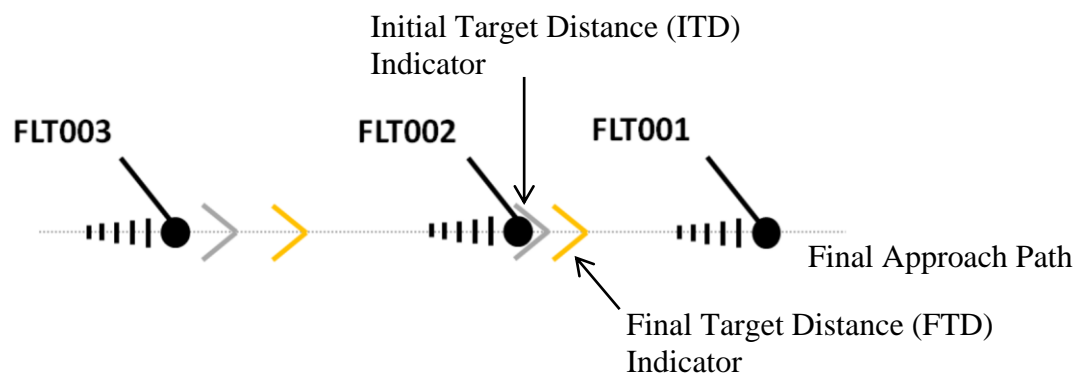 Initial Target Distance (ITD)
Indicator
FLT003
FLT002
FLT001
Final Approach Path
Final Target Distance (FTD)
Indicator